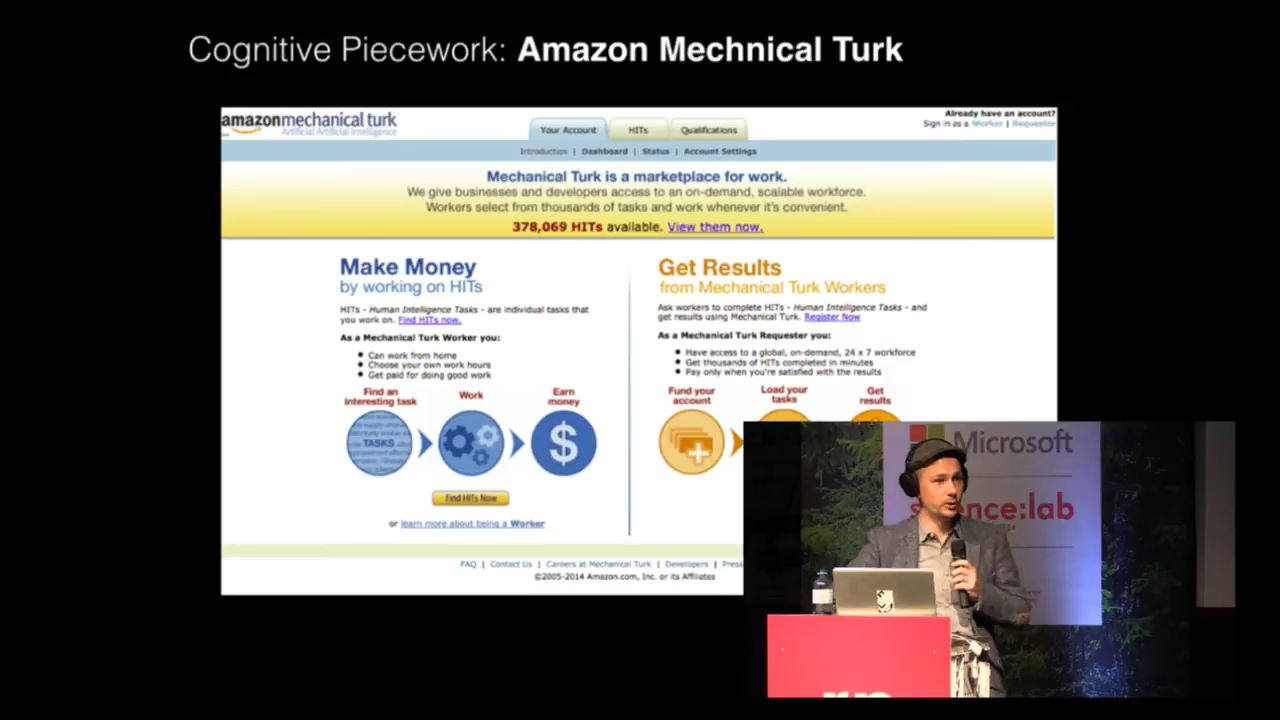 Cognitive Piecework: Amazon Mechnical Turk
amazonmechanical turk
Artificial Artificial Intelligence
Your Account
HITs
Qualifications
Already have an account?
Sign in as a Worker | Requester
Introduction | Dashboard | Status | Account Settings
Mechanical Turk is a marketplace for work.
We give businesses and developers access to an on-demand, scalable workforce.
Workers select from thousands of tasks and work whenever it's convenient.
378,069 HITs available. View them now.
Make Money
by working on HITs
HITs - Human Intelligence Tasks - are individual tasks that
you work on. Find HITs now.
As a Mechanical Turk Worker you:
• Can work from home
• Choose your own work hours
• Get paid for doing good work
Find an
interesting task
Work
Earn
money
TASKS
$
Find HITs Now
or learn more about being a Worker
Get Results
from Mechanical Turk Workers
Ask workers to complete HITs - Human Intelligence Tasks - and
get results using Mechanical Turk. Register Now
As a Mechanical Turk Requester you:
• Have access to a global, on-demand, 24 x 7 workforce
• Get thousands of HITs completed in minutes
• Pay only when you're satisfied with the results
Fund your
account
Load your
tasks
Get
results
FAQ | Contact Us | Careers at Mechanical Turk | Developers | Press
©2005-2014 Amazon.com, Inc. or its Affiliates
Microsoft
science:lab